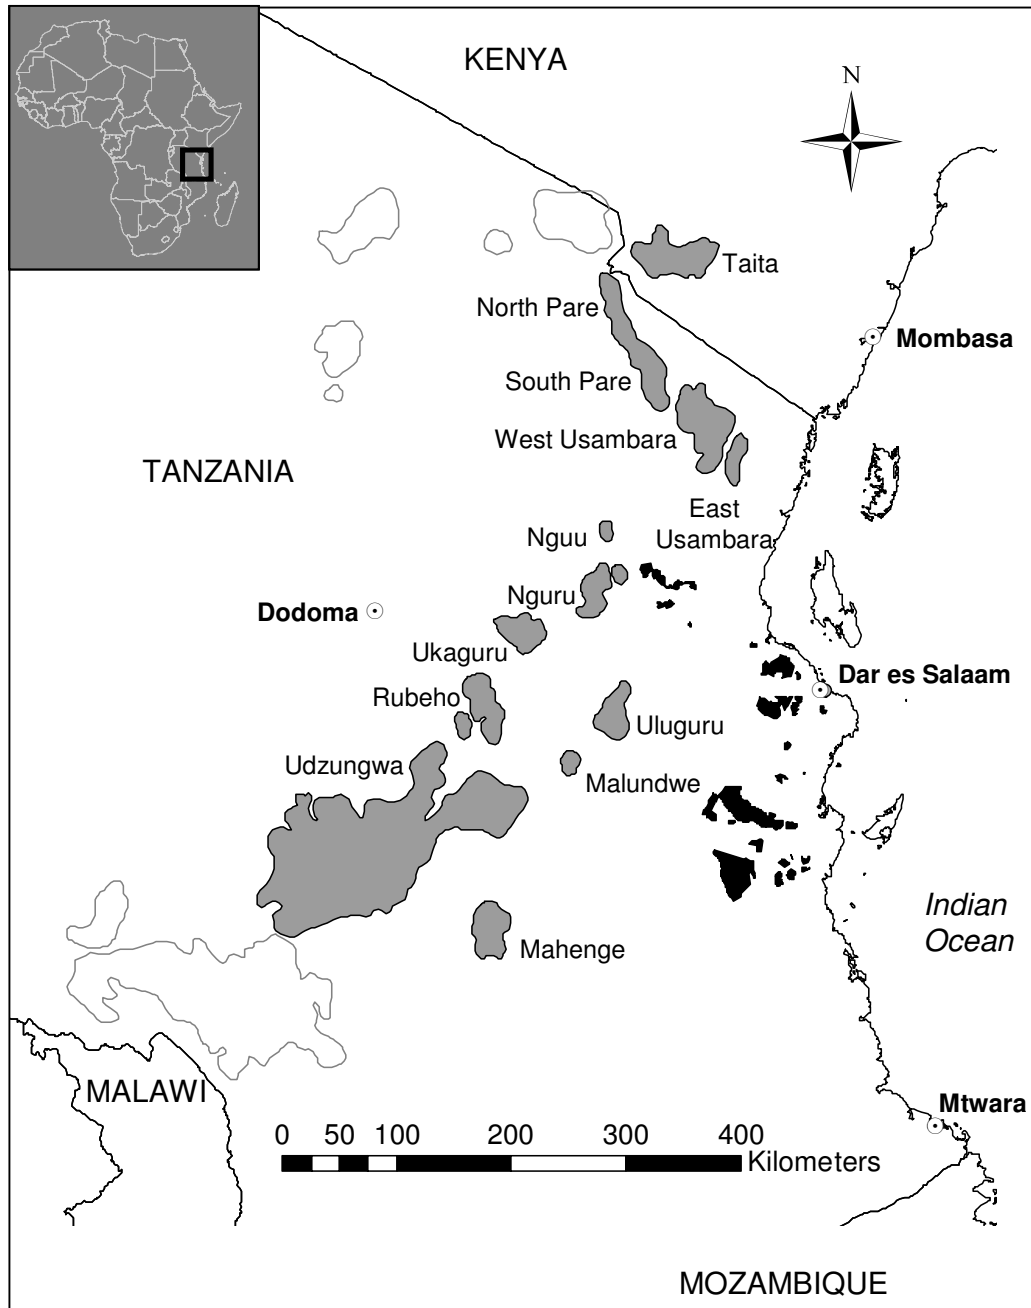 KENYA
N
Taita
North Pare
Mombasa
South Pare
West Usambara
TANZANIA
East
Usambara
Nguu
Nguru
Dodoma
Ukaguru
Dar es Salaam
Rubeho
Uluguru
Udzungwa
Malundwe
Indian
Ocean
Mahenge
MALAWI
Mtwara
0 50 100 200 300 400
Kilometers
MOZAMBIQUE